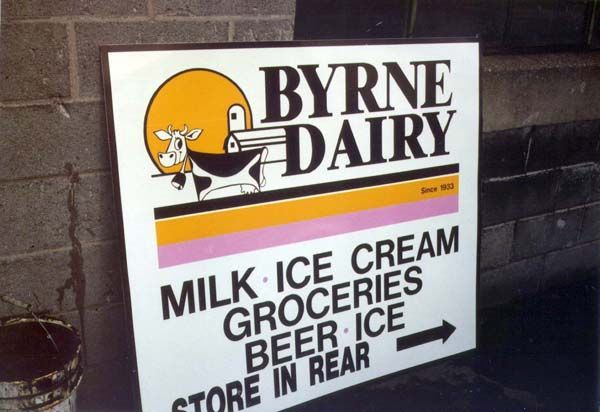 BYRNE
DAIRY
Since 1933
MILK · ICE CREAM
GROCERIES
BEER · ICE
STORE IN REAR